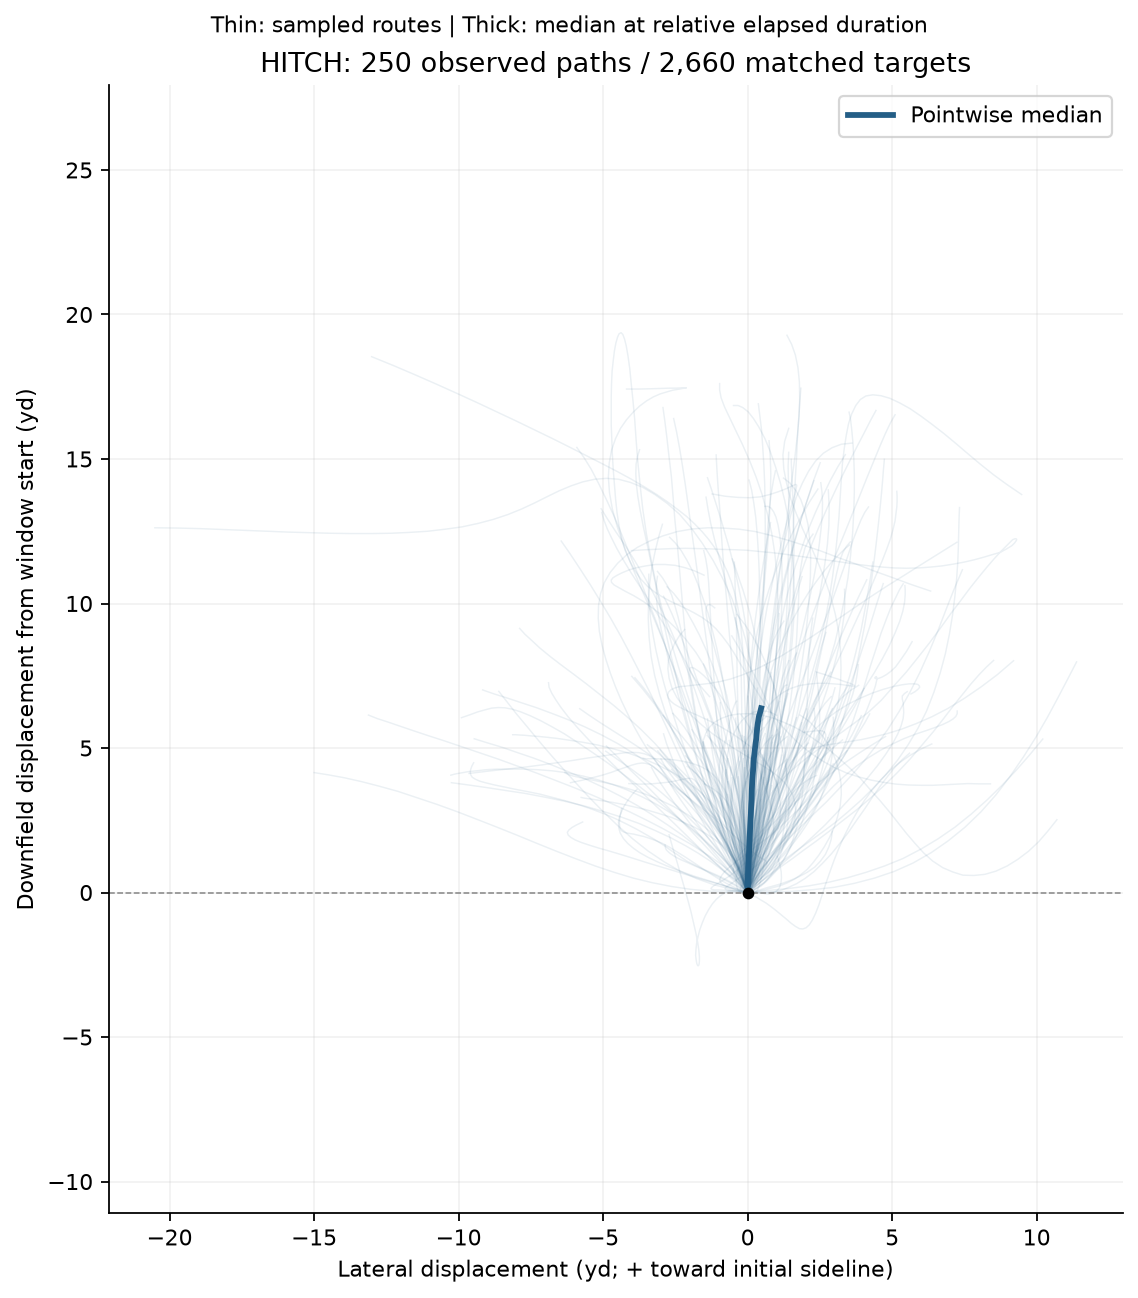 Thin: sampled routes | Thick: median at relative elapsed duration
HITCH: 250 observed paths / 2,660 matched targets
Pointwise median
25
20
15
10
5
0
−5
−10
Downfield displacement from window start (yd)
−20 −15 −10 −5 0 5 10
Lateral displacement (yd; + toward initial sideline)